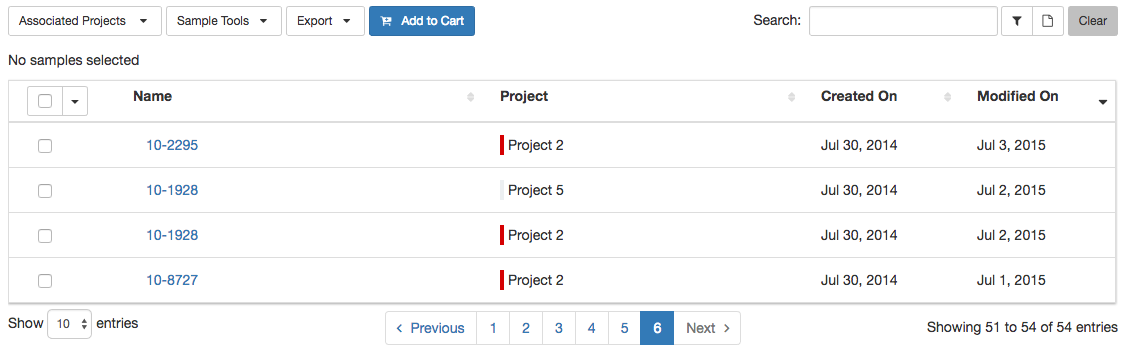 Associated Projects Sample Tools Export Add to Cart Search: Clear
No samples selected
Name Project Created On Modified On
10-2295 Project 2 Jul 30, 2014 Jul 3, 2015
10-1928 Project 5 Jul 30, 2014 Jul 2, 2015
10-1928 Project 2 Jul 30, 2014 Jul 2, 2015
10-8727 Project 2 Jul 30, 2014 Jul 1, 2015
Show 10 entries Previous 1 2 3 4 5 6 Next Showing 51 to 54 of 54 entries